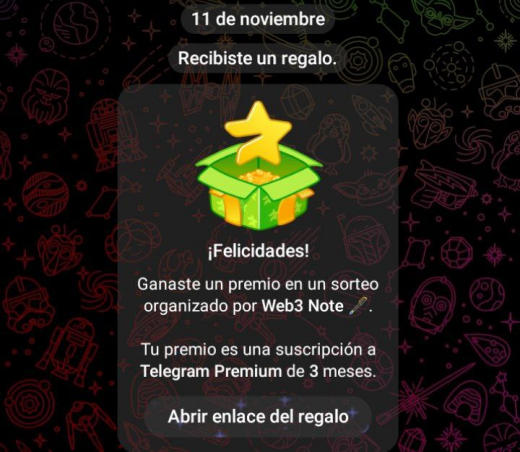 11 de noviembre
Recibiste un regalo.
¡Felicidades!
Ganaste un premio en un sorteo
organizado por Web3 Note 🖋️.
Tu premio es una suscripción a
Telegram Premium de 3 meses.
Abrir enlace del regalo